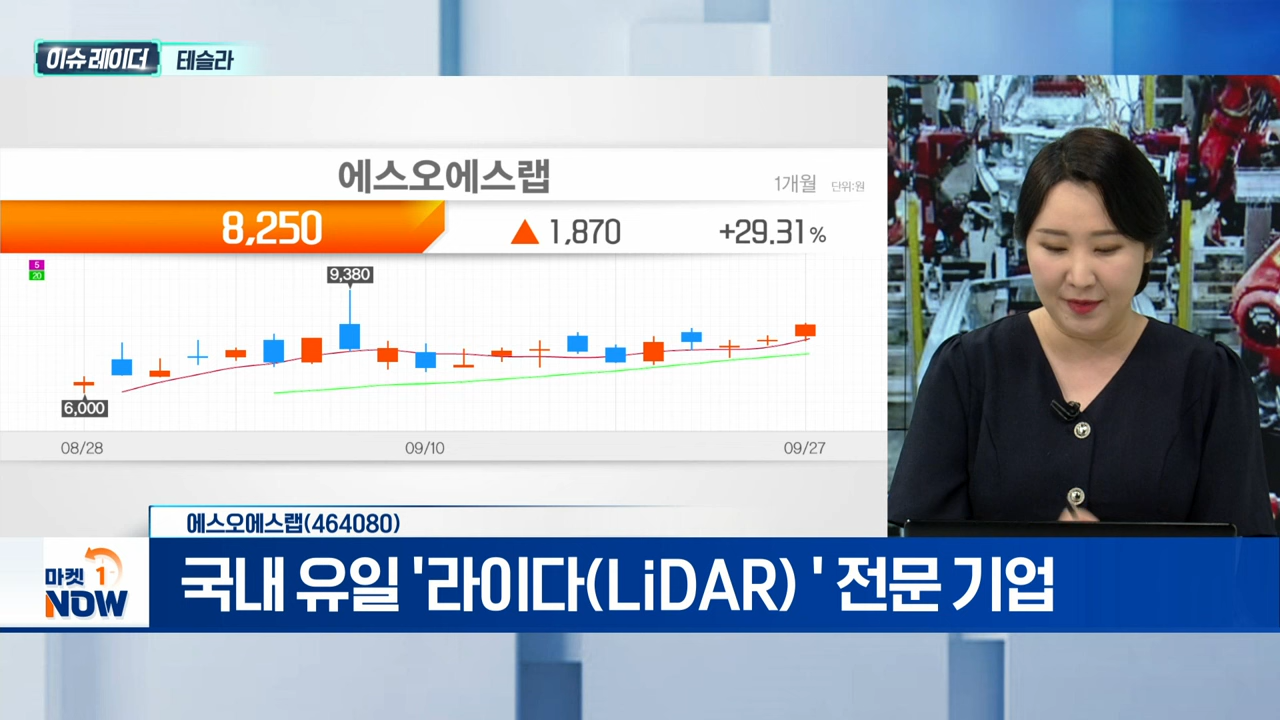 이슈 레이더 테슬라
에스오에스랩
1개월 단위:원
8,250 ▲ 1,870 +29.31%
5
20
9,380
6,000
08/28 09/10 09/27
에스오에스랩(464080)
마켓 1
NOW
국내 유일 '라이다(LiDAR) ' 전문 기업